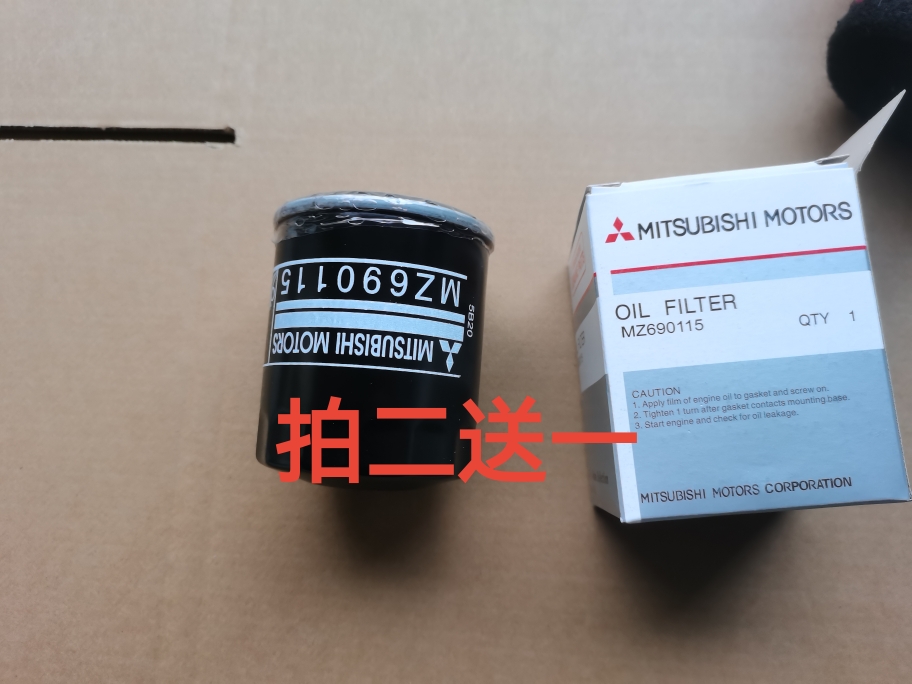 MZ690115
5B20
MITSUBISHI MOTORS
拍二送一
MITSUBISHI MOTORS
OIL FILTER
MZ690115
QTY 1
CAUTION
1. Apply film of engine oil to gasket and screw on.
2. Tighten 1 turn after gasket contacts mounting base.
3. Start engine and check for oil leakage.
MITSUBISHI MOTORS CORPORATION